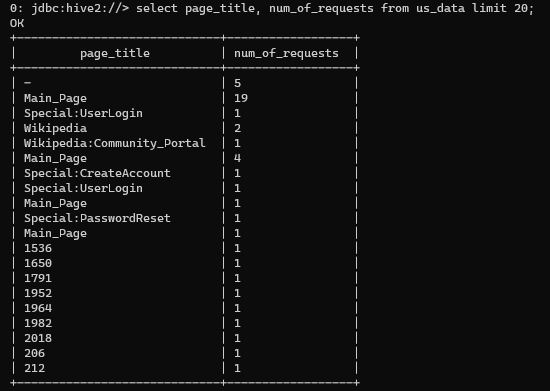 0: jdbc:hive2://> select page_title, num_of_requests from us_data limit 20;
OK
+-----------------------------+------------------+
|         page_title          | num_of_requests  |
+-----------------------------+------------------+
| -                           | 5                |
| Main_Page                   | 19               |
| Special:UserLogin           | 1                |
| Wikipedia                   | 2                |
| Wikipedia:Community_Portal  | 1                |
| Main_Page                   | 4                |
| Special:CreateAccount       | 1                |
| Special:UserLogin           | 1                |
| Main_Page                   | 1                |
| Special:PasswordReset       | 1                |
| Main_Page                   | 1                |
| 1536                        | 1                |
| 1650                        | 1                |
| 1791                        | 1                |
| 1952                        | 1                |
| 1964                        | 1                |
| 1982                        | 1                |
| 2018                        | 1                |
| 206                         | 1                |
| 212                         | 1                |
+-----------------------------+------------------+